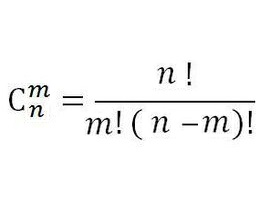 C_n^m = n ! / m! ( n – m)!